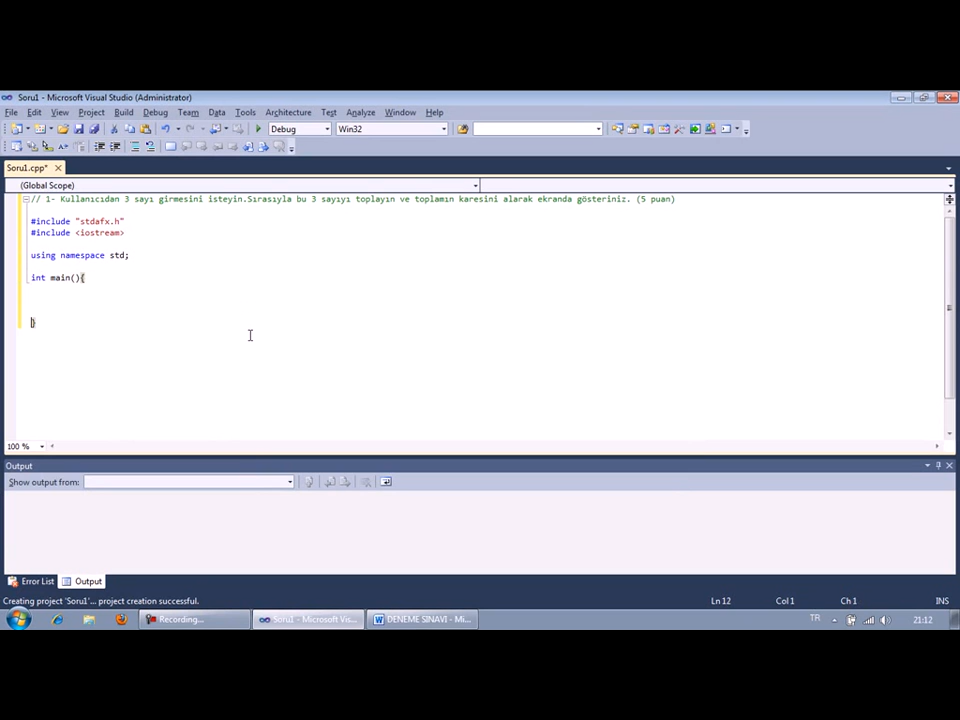 Soru1 - Microsoft Visual Studio (Administrator)
File Edit View Project Build Debug Team Data Tools Architecture Test Analyze Window Help
Debug Win32
Soru1.cpp*
(Global Scope)
// 1- Kullanıcıdan 3 sayı girmesini isteyin.Sırasıyla bu 3 sayıyı toplayın ve toplamın karesini alarak ekranda gösteriniz. (5 puan)
#include "stdafx.h"
#include <iostream>
using namespace std;
int main(){
}
100 %
Output
Show output from:
Error List Output
Creating project 'Soru1'... project creation successful.
Ln 12 Col 1 Ch 1 INS
Recording... Soru1 - Microsoft Vis... DENEME SINAVI - Mi... TR 21:12